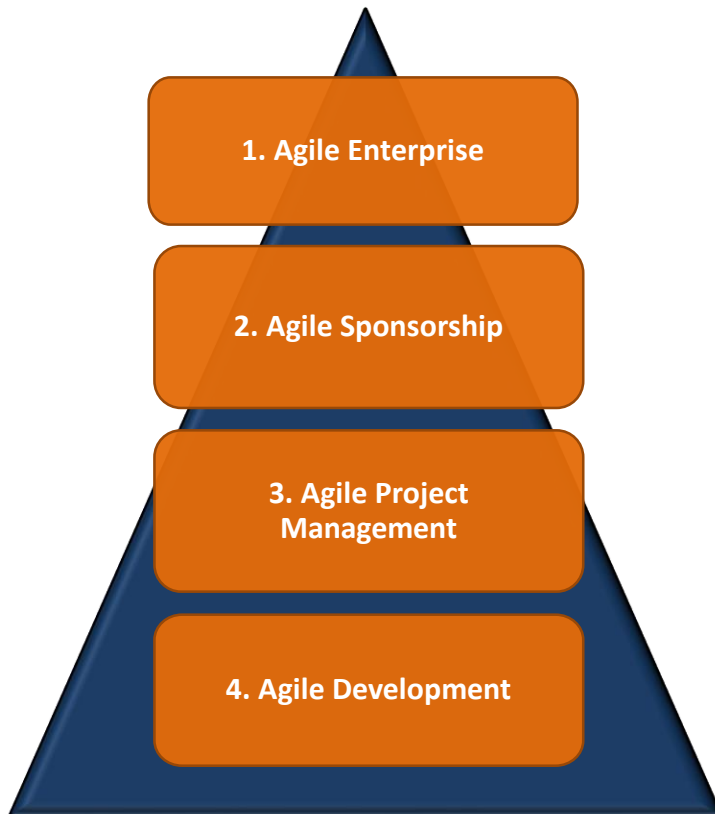 1. Agile Enterprise
2. Agile Sponsorship
3. Agile Project
Management
4. Agile Development